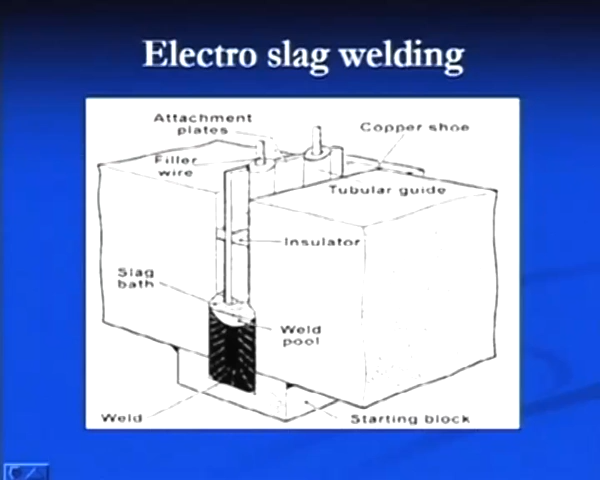 Electro slag welding
Attachment
plates
Copper shoe
Filler
wire
Tubular guide
Insulator
Slag
bath
Weld
pool
Weld
Starting block